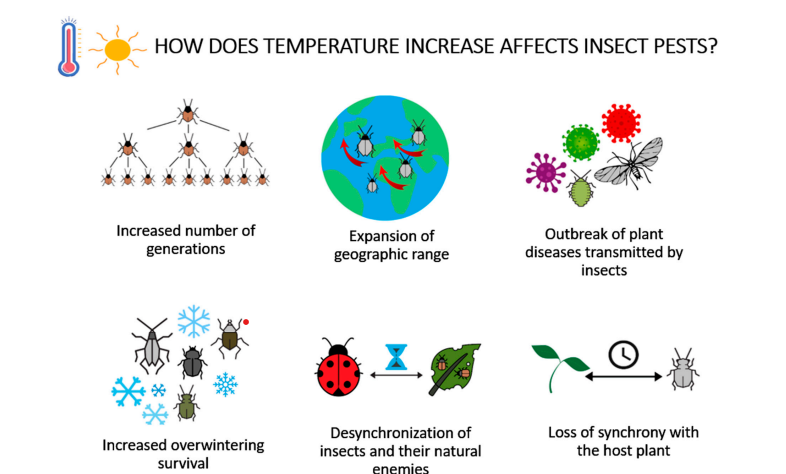 HOW DOES TEMPERATURE INCREASE AFFECTS INSECT PESTS?
Increased number of
generations
Expansion of
geographic range
Outbreak of plant
diseases transmitted by
insects
Increased overwintering
survival
Desynchronization of
insects and their natural
enemies
Loss of synchrony with
the host plant